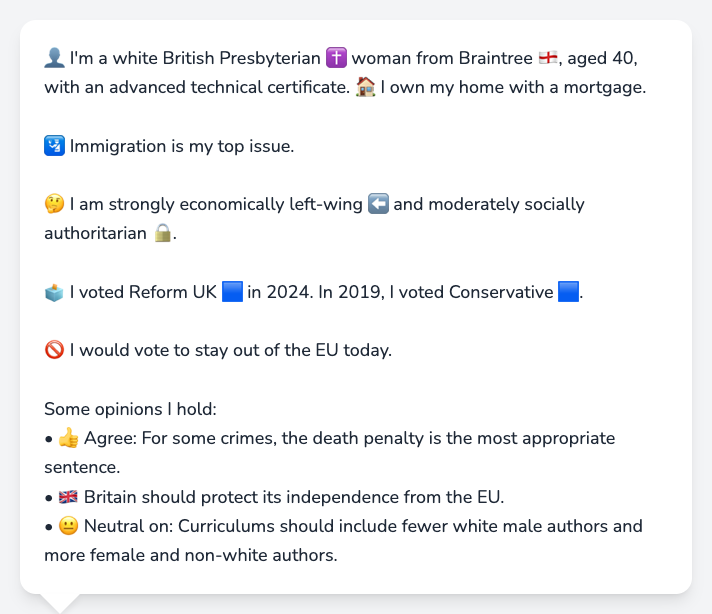 👤 I'm a white British Presbyterian ✝️ woman from Braintree 🏴󠁧󠁢󠁥󠁮󠁧󠁿, aged 40,
with an advanced technical certificate. 🏠 I own my home with a mortgage.
🛂 Immigration is my top issue.
🤔 I am strongly economically left-wing ⬅️ and moderately socially
authoritarian 🔒.
🗳️ I voted Reform UK 🟦 in 2024. In 2019, I voted Conservative 🟦.
🚫 I would vote to stay out of the EU today.
Some opinions I hold:
• 👍 Agree: For some crimes, the death penalty is the most appropriate
sentence.
• 🇬🇧 Britain should protect its independence from the EU.
• 😐 Neutral on: Curriculums should include fewer white male authors and
more female and non-white authors.